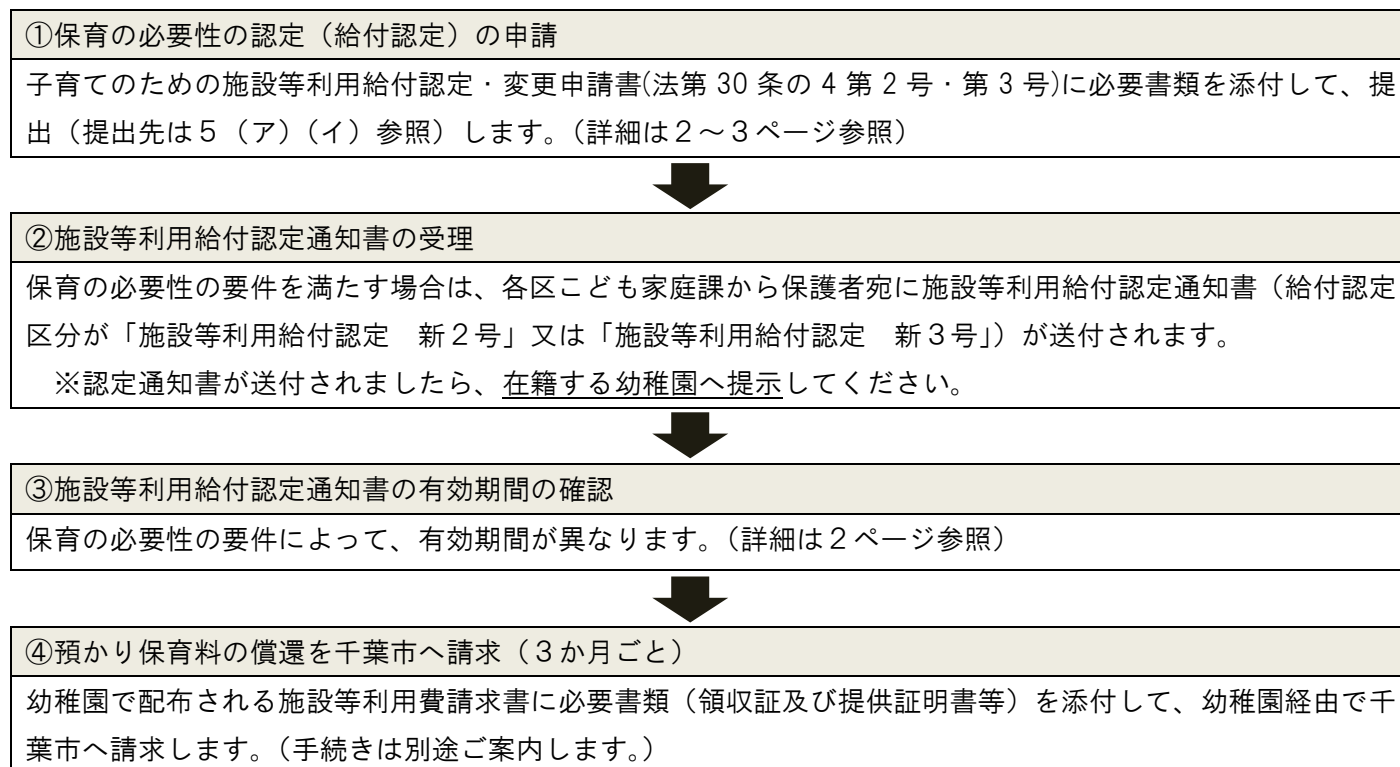 ①保育の必要性の認定（給付認定）の申請
子育てのための施設等利用給付認定・変更申請書(法第 30 条の 4 第 2 号・第 3 号)に必要書類を添付して、提
出（提出先は５（ア）（イ）参照）します。（詳細は２～３ページ参照）
②施設等利用給付認定通知書の受理
保育の必要性の要件を満たす場合は、各区こども家庭課から保護者宛に施設等利用給付認定通知書（給付認定
区分が「施設等利用給付認定　新２号」又は「施設等利用給付認定　新３号」）が送付されます。
※認定通知書が送付されましたら、在籍する幼稚園へ提示してください。
③施設等利用給付認定通知書の有効期間の確認
保育の必要性の要件によって、有効期間が異なります。（詳細は２ページ参照）
④預かり保育料の償還を千葉市へ請求（３か月ごと）
幼稚園で配布される施設等利用費請求書に必要書類（領収証及び提供証明書等）を添付して、幼稚園経由で千
葉市へ請求します。（手続きは別途ご案内します。）